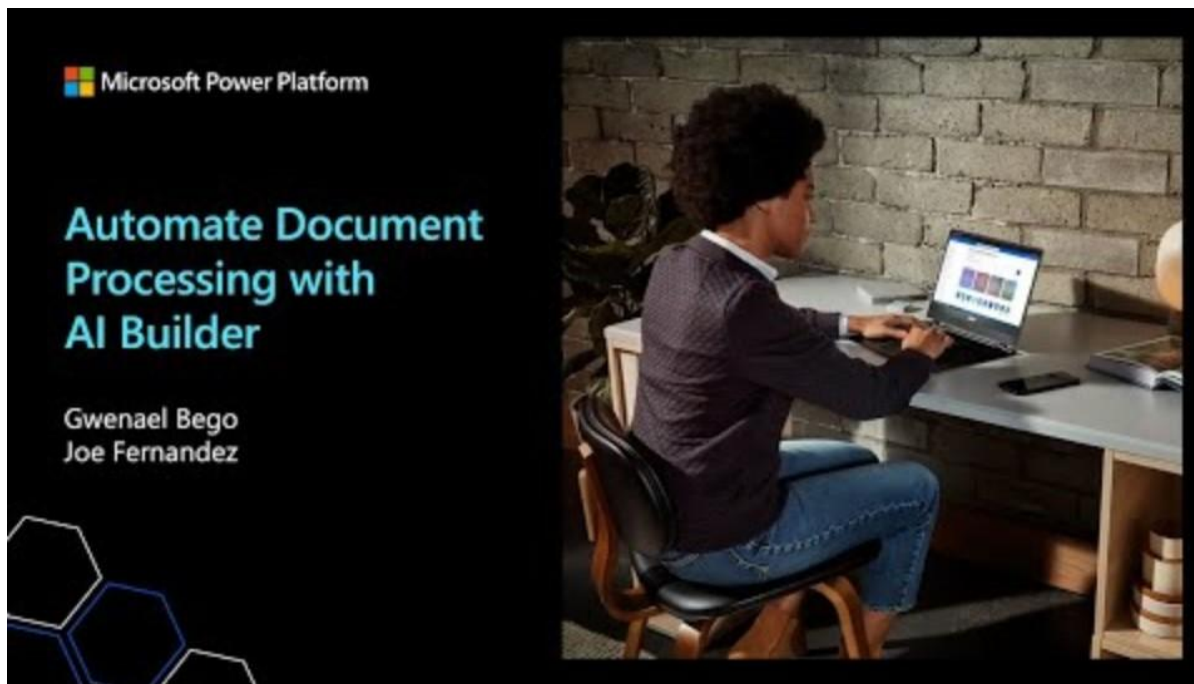 Microsoft Power Platform
Automate Document
Processing with
AI Builder
Gwenael Bego
Joe Fernandez